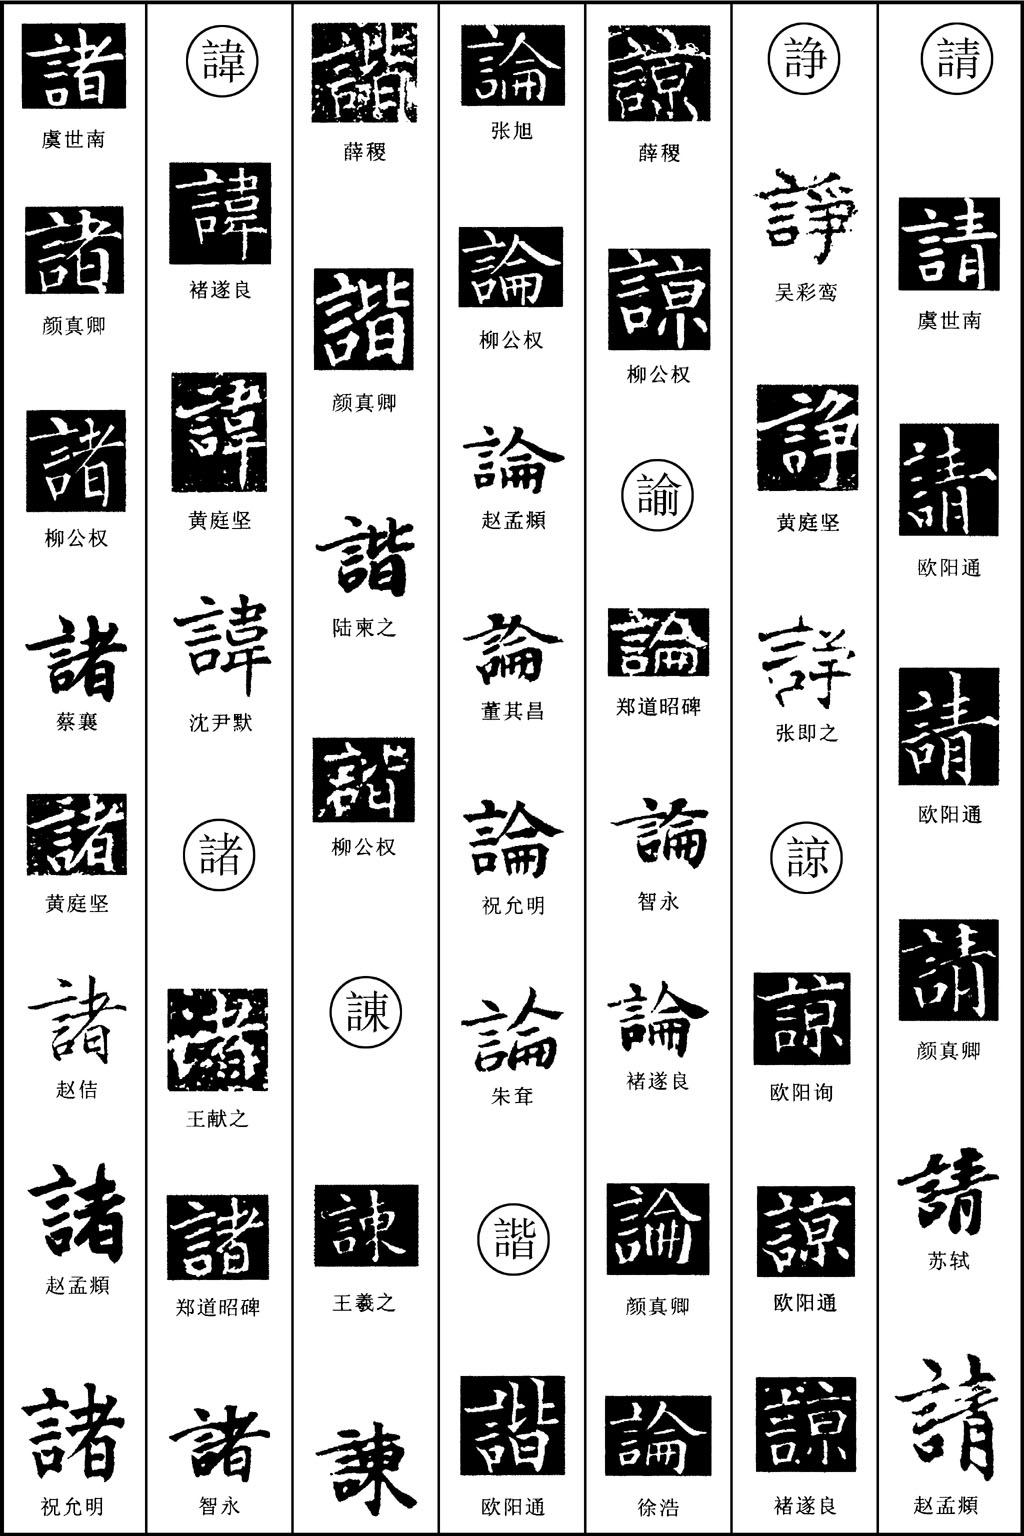 請
請
虞世南
請
欧阳通
請
欧阳通
請
颜真卿
請
苏轼
請
赵孟頫
諍
諍
吴彩鸾
諍
黄庭坚
諍
张即之
諒
諒
欧阳询
諒
欧阳通
諒
褚遂良
諒
薛稷
諒
柳公权
諭
論
郑道昭碑
論
智永
論
褚遂良
論
颜真卿
論
徐浩
論
张旭
論
柳公权
論
赵孟頫
論
董其昌
論
祝允明
論
朱耷
諧
諧
欧阳通
諧
薛稷
諧
颜真卿
諧
陆柬之
諧
柳公权
諫
諫
王羲之
諫
諱
諱
褚遂良
諱
黄庭坚
諱
沈尹默
諸
諸
王献之
諸
郑道昭碑
諸
智永
諸
虞世南
諸
颜真卿
諸
柳公权
諸
蔡襄
諸
黄庭坚
諸
赵佶
諸
赵孟頫
諸
祝允明